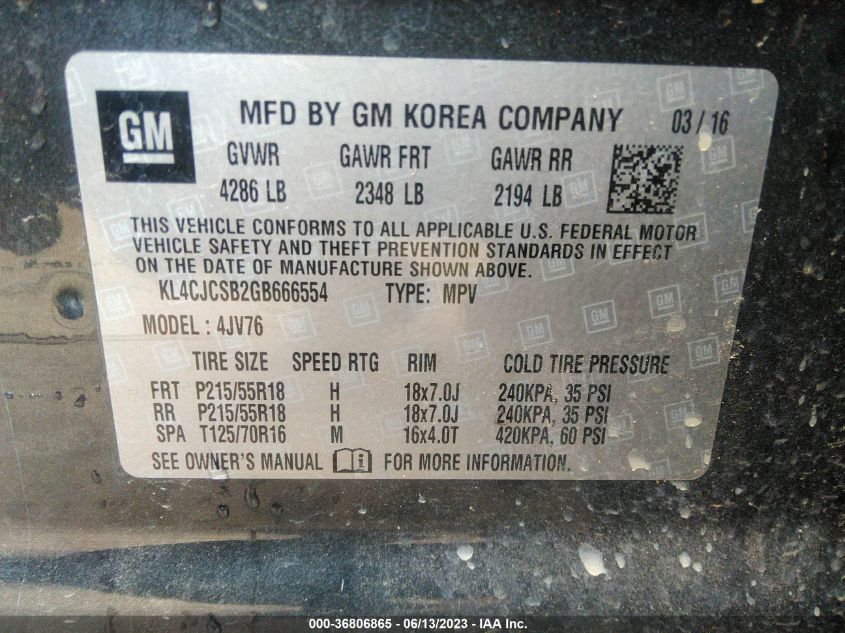 GM
MFD BY GM KOREA COMPANY 03/16
GVWR GAWR FRT GAWR RR
4286 LB 2348 LB 2194 LB
THIS VEHICLE CONFORMS TO ALL APPLICABLE U.S. FEDERAL MOTOR
VEHICLE SAFETY AND THEFT PREVENTION STANDARDS IN EFFECT
ON THE DATE OF MANUFACTURE SHOWN ABOVE.
KL4CJCSB2GB666554 TYPE: MPV
MODEL : 4JV76
TIRE SIZE SPEED RTG RIM COLD TIRE PRESSURE
FRT P215/55R18 H 18x7.0J 240KPA, 35 PSI
RR P215/55R18 H 18x7.0J 240KPA, 35 PSI
SPA T125/70R16 M 16x4.0T 420KPA, 60 PSI
SEE OWNER'S MANUAL i FOR MORE INFORMATION.
000-36806865 - 06/13/2023 - IAA Inc.